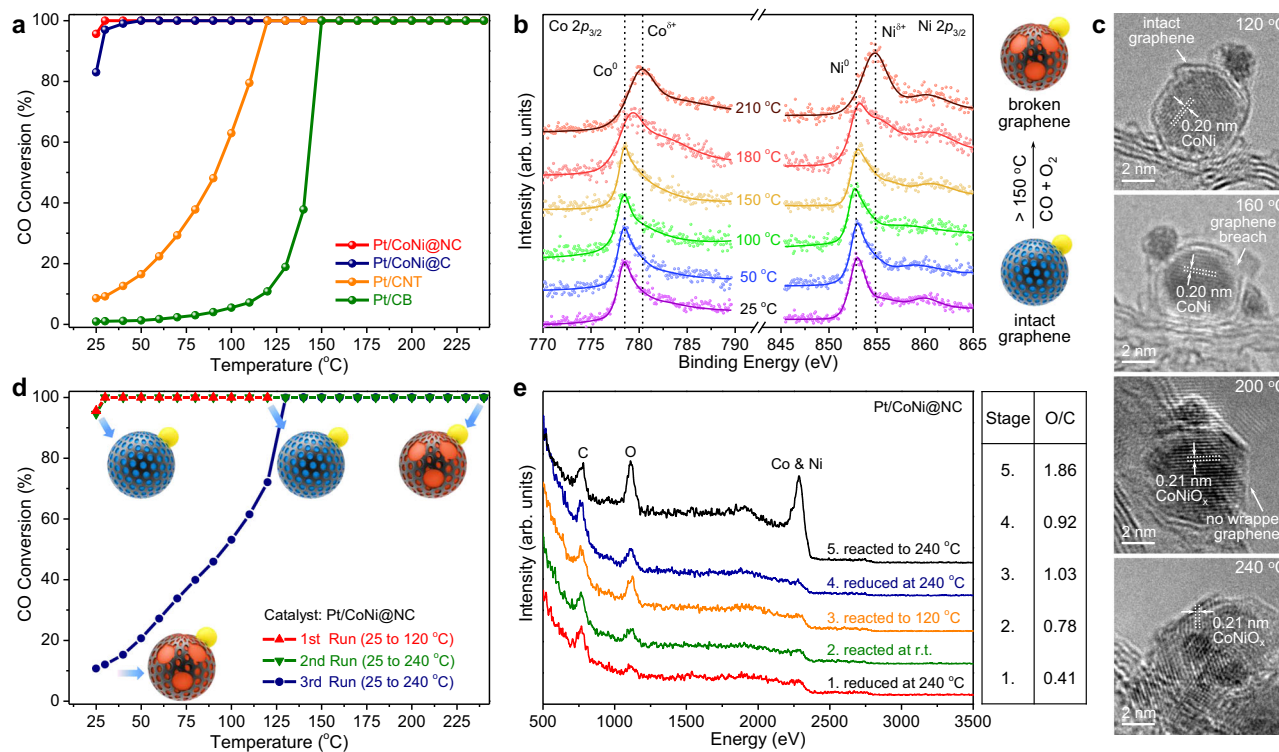 a
CO Conversion (%)
100
80
60
40
20
0
25 50 75 100 125 150 175 200 225
Temperature (°C)
Pt/CoNi@NC
Pt/CoNi@C
Pt/CNT
Pt/CB
b
Intensity (arb. units)
Co 2p3/2
Coδ+
Co0
Niδ+
Ni 2p3/2
Ni0
210 °C
180 °C
150 °C
100 °C
50 °C
25 °C
770 775 780 785 790 845 850 855 860 865
Binding Energy (eV)
broken
graphene
> 150 °C
CO + O2
intact
graphene
c
120 °C
intact
graphene
0.20 nm
CoNi
2 nm
160 °C
graphene
breach
0.20 nm
CoNi
2 nm
200 °C
0.21 nm
CoNiOx
no wrapped
graphene
2 nm
240 °C
0.21 nm
CoNiOx
2 nm
d
CO Conversion (%)
100
80
60
40
20
0
Catalyst: Pt/CoNi@NC
1st Run (25 to 120 °C)
2nd Run (25 to 240 °C)
3rd Run (25 to 240 °C)
25 50 75 100 125 150 175 200 225
Temperature (°C)
e
Intensity (arb. units)
Pt/CoNi@NC
C
O
Co & Ni
5. reacted to 240 °C
4. reduced at 240 °C
3. reacted to 120 °C
2. reacted at r.t.
1. reduced at 240 °C
500 1000 1500 2000 2500 3000 3500
Energy (eV)
Stage O/C
5. 1.86
4. 0.92
3. 1.03
2. 0.78
1. 0.41